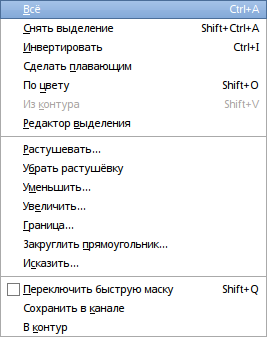 Всё Ctrl+A
Снять выделение Shift+Ctrl+A
Инвертировать Ctrl+I
Сделать плавающим
По цвету Shift+O
Из контура Shift+V
Редактор выделения
Растушевать...
Убрать растушёвку
Уменьшить...
Увеличить...
Граница...
Закруглить прямоугольник...
Исказить...
Переключить быструю маску Shift+Q
Сохранить в канале
В контур